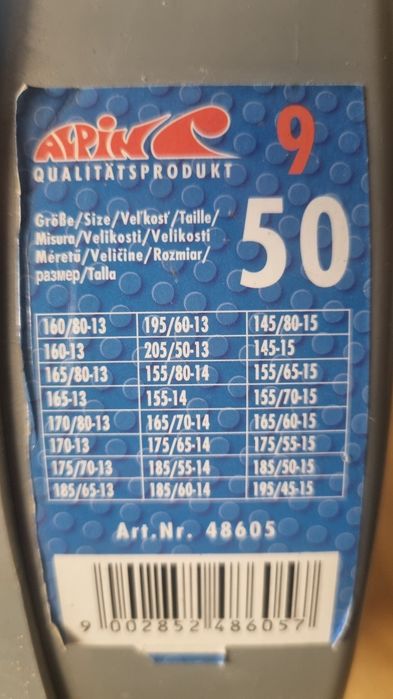 ALPIN 9
QUALITÄTSPRODUKT
50
Größe/Size/Veľkosť/Taille/
Misura/Velikosti/Velikosti
Méretü/Veličine/Rozmiar/
размер/Talla
160/80-13 195/60-13 145/80-15
160-13 205/50-13 145-15
165/80-13 155/80-14 155/65-15
165-13 155-14 155/70-15
170/80-13 165/70-14 165/60-15
170-13 175/65-14 175/55-15
175/70-13 185/55-14 185/50-15
185/65-13 185/60-14 195/45-15
Art.Nr. 48605
9 002852 486057